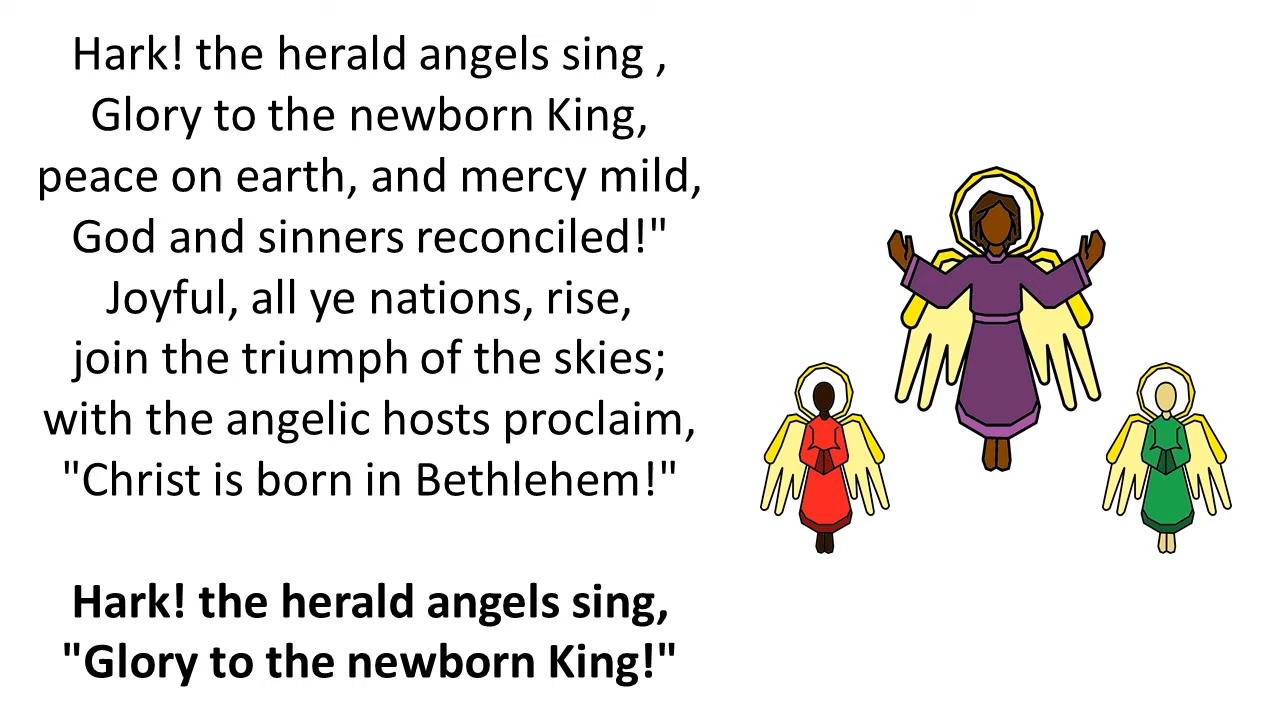 Hark! the herald angels sing ,
Glory to the newborn King,
peace on earth, and mercy mild,
God and sinners reconciled!"
Joyful, all ye nations, rise,
join the triumph of the skies;
with the angelic hosts proclaim,
"Christ is born in Bethlehem!"
Hark! the herald angels sing,
"Glory to the newborn King!"